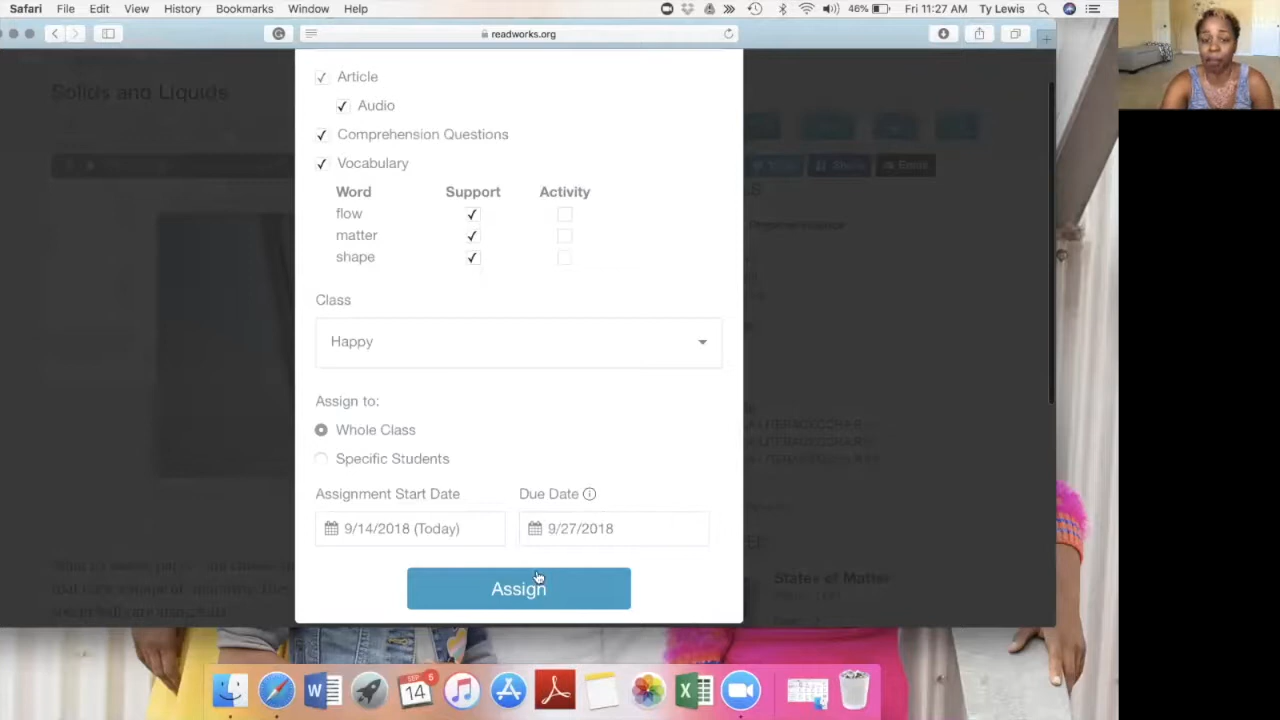 Safari File Edit View History Bookmarks Window Help 46% Fri 11:27 AM Ty Lewis
readworks.org
Solids and Liquids
Article
Audio
Comprehension Questions
Vocabulary
Word Support Activity
flow
matter
shape
Class
Happy
Assign to:
Whole Class
Specific Students
Assignment Start Date Due Date
9/14/2018 (Today) 9/27/2018
Assign
States of Matter
SEP
14